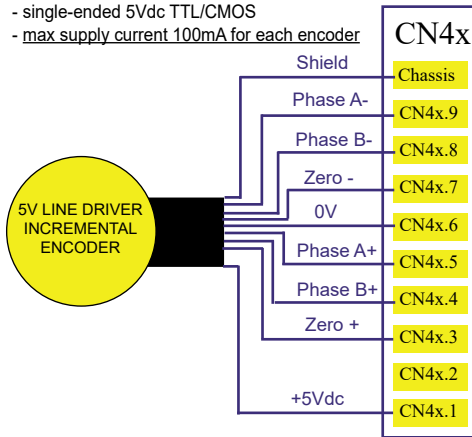 - single-ended 5Vdc TTL/CMOS
- max supply current 100mA for each encoder
CN4x
Shield
Chassis
Phase A-
CN4x.9
Phase B-
CN4x.8
Zero -
CN4x.7
0V
CN4x.6
Phase A+
CN4x.5
Phase B+
CN4x.4
Zero +
CN4x.3
CN4x.2
+5Vdc
CN4x.1
5V LINE DRIVER
INCREMENTAL
ENCODER